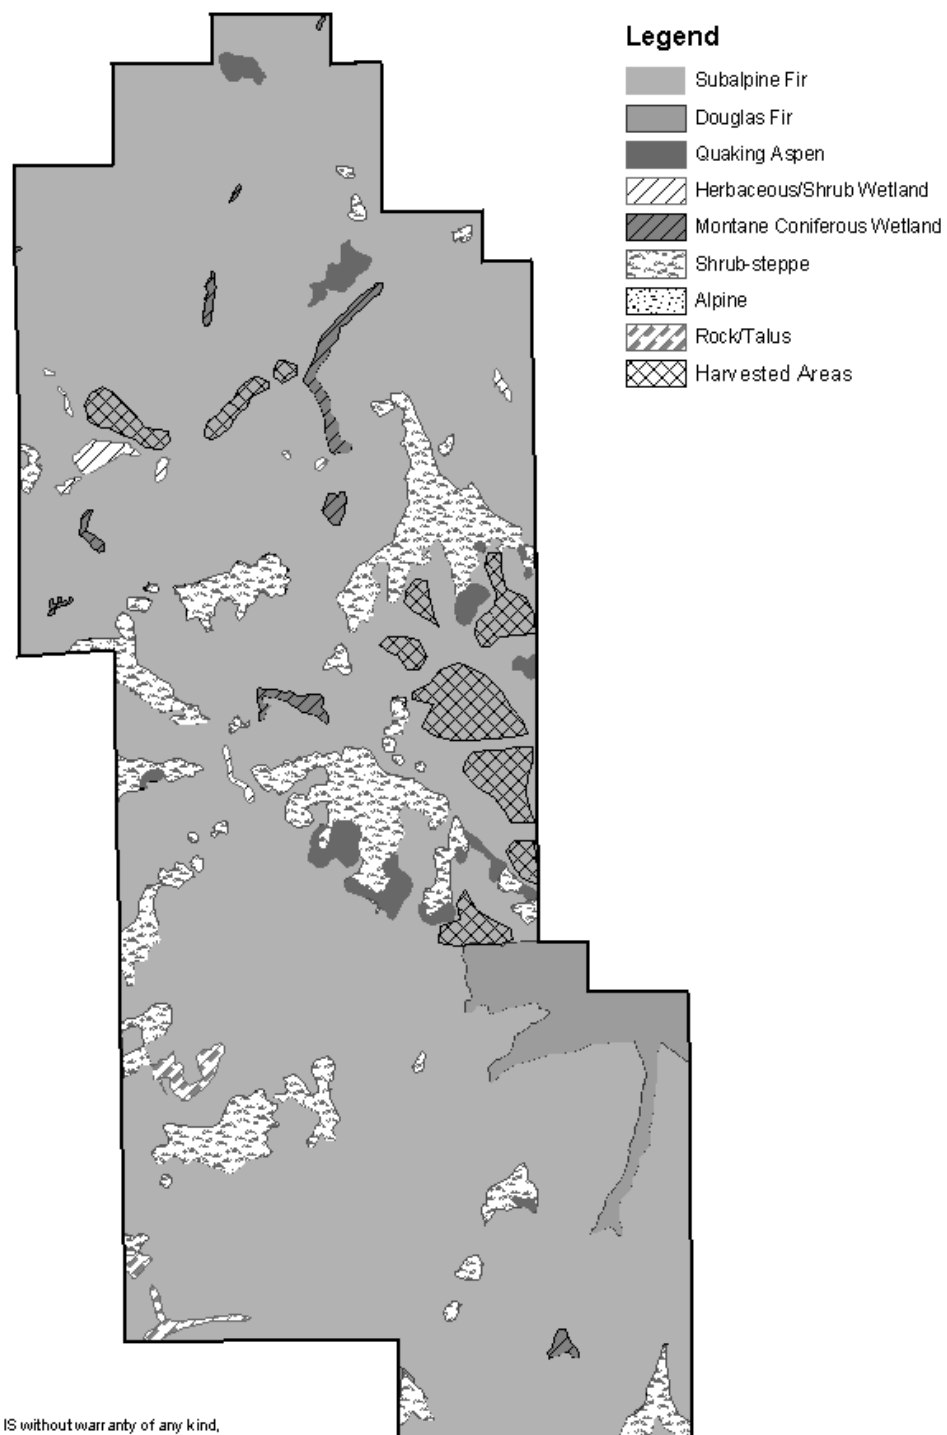 Legend
Subalpine Fir
Douglas Fir
Quaking Aspen
Herbaceous/Shrub Wetland
Montane Coniferous Wetland
Shrub-steppe
Alpine
Rock/Talus
Harvested Areas
IS without warranty of any kind,